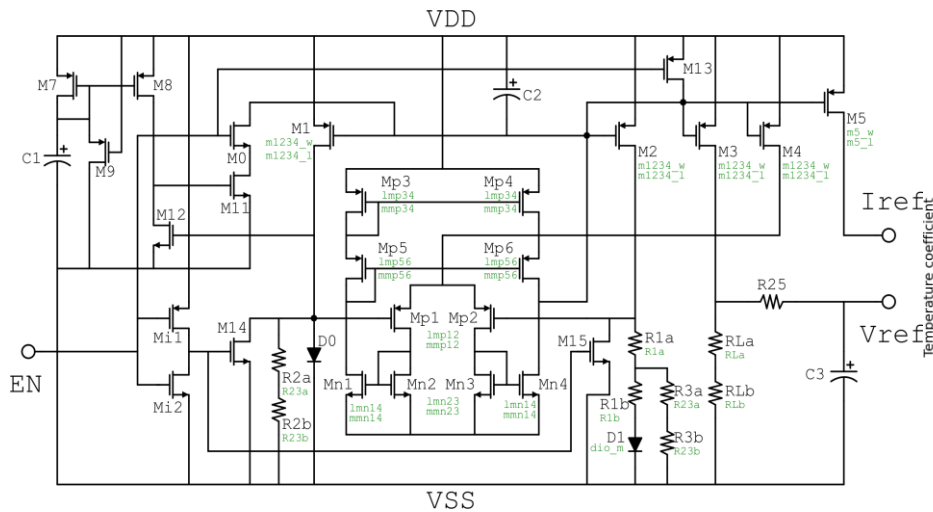 VDD
M7
M8
C1
M9
M0
M11
M12
M1
m1234_w
m1234_l
C2
M13
M2
m1234_w
m1234_l
M3
m1234_w
m1234_l
M4
m1234_w
m1234_l
M5
m5_w
m5_l
Mp3
lmp34
mmp34
Mp4
lmp34
mmp34
Mp5
lmp56
mmp56
Mp6
lmp56
mmp56
Iref
Vref
Temperature coefficient
R25
Mi1
Mi2
EN
M14
R2a
R23a
R2b
R23b
D0
Mp1
Mp2
lmp12
mmp12
Mn1
lmn14
mmn14
Mn2
Mn3
lmn23
mmn23
Mn4
lmn14
mmn14
M15
R1a
R1a
R1b
R1b
R3a
R23a
R3b
R23b
D1
dio_m
RLa
RLa
RLb
RLb
C3
VSS